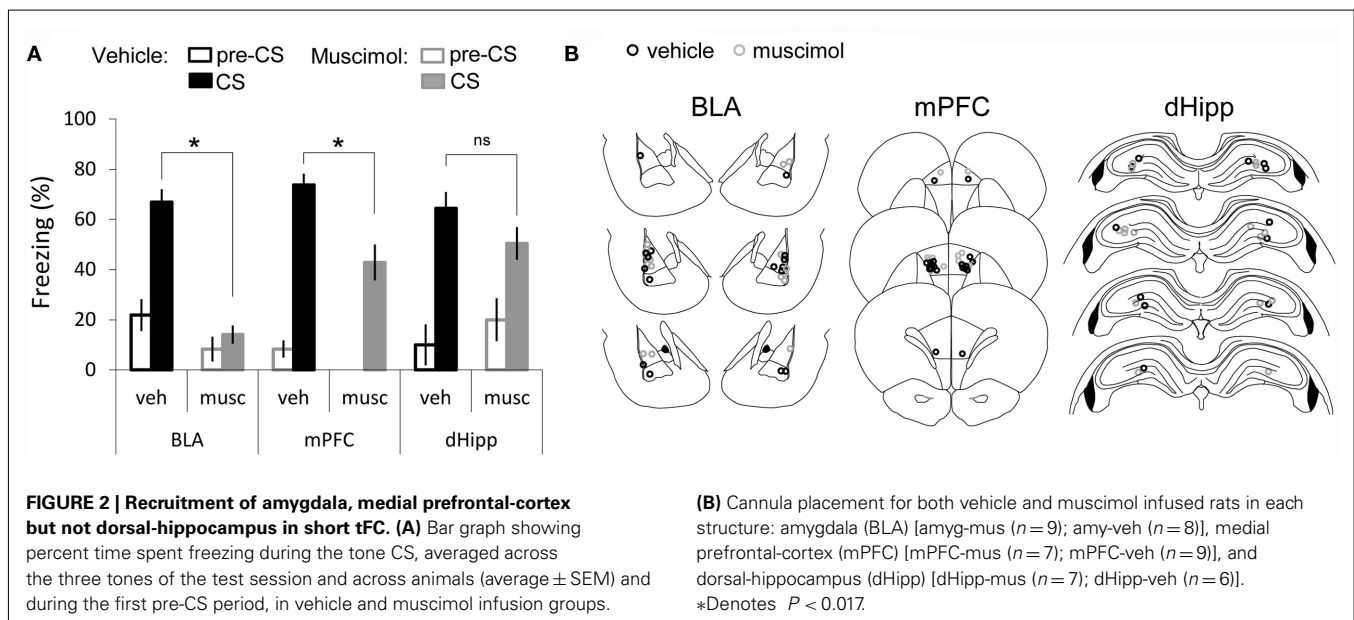 A
Vehicle: pre-CS Muscimol: pre-CS
CS CS
100
80
60
40
20
0
Freezing (%)
* * ns
veh musc veh musc veh musc
BLA mPFC dHipp
B vehicle muscimol
BLA mPFC dHipp
FIGURE 2 | Recruitment of amygdala, medial prefrontal-cortex
but not dorsal-hippocampus in short tFC. (A) Bar graph showing
percent time spent freezing during the tone CS, averaged across
the three tones of the test session and across animals (average ± SEM) and
during the first pre-CS period, in vehicle and muscimol infusion groups.
(B) Cannula placement for both vehicle and muscimol infused rats in each
structure: amygdala (BLA) [amyg-mus (n = 9); amy-veh (n = 8)], medial
prefrontal-cortex (mPFC) [mPFC-mus (n = 7); mPFC-veh (n = 9)], and
dorsal-hippocampus (dHipp) [dHipp-mus (n = 7); dHipp-veh (n = 6)].
*Denotes P < 0.017.